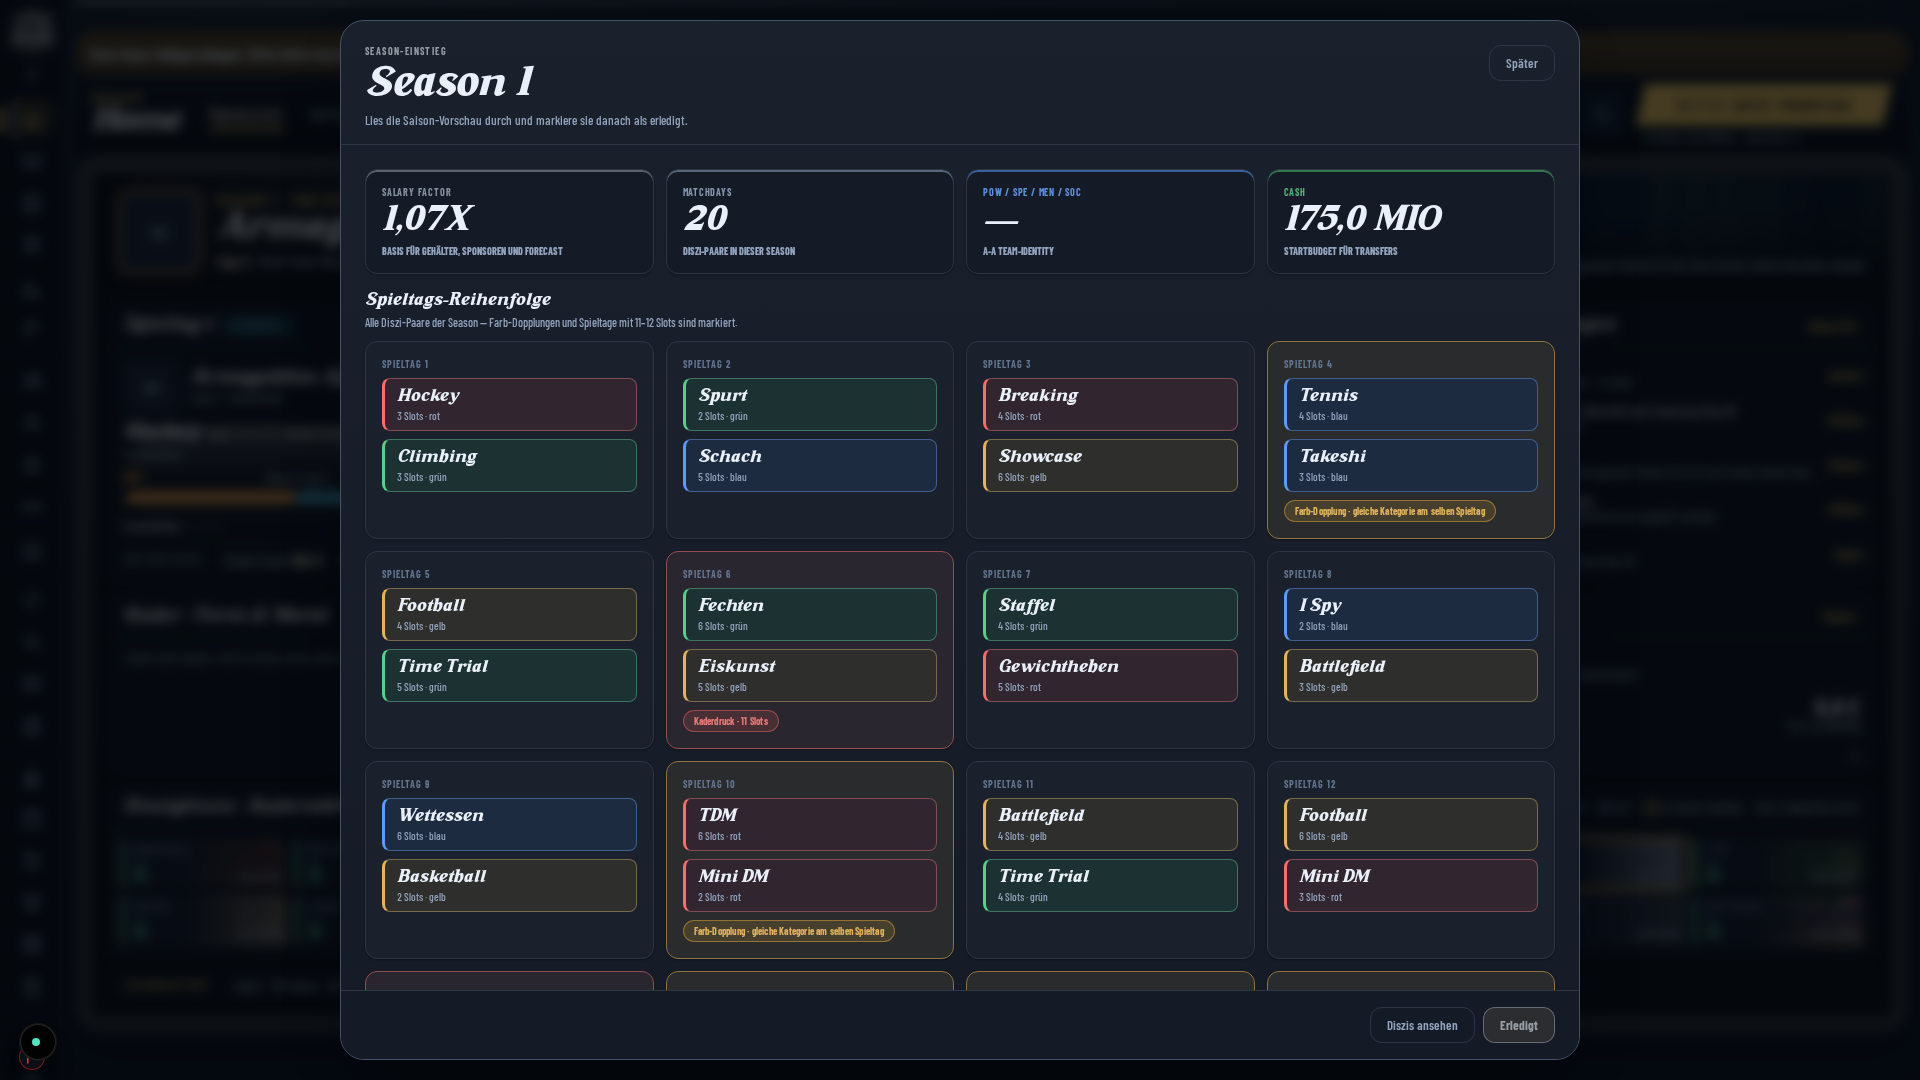 SEASON-EINSTIEG
Season 1
Lies die Saison-Vorschau durch und markiere sie danach als erledigt.
Später
SALARY FACTOR
1,07X
BASIS FÜR GEHÄLTER, SPONSOREN UND FORECAST
MATCHDAYS
20
DISZI-PAARE IN DIESER SEASON
POW / SPE / MEN / SOC
—
A-A TEAM-IDENTITY
CASH
175,0 MIO
STARTBUDGET FÜR TRANSFERS
Spieltags-Reihenfolge
Alle Diszi-Paare der Season — Farb-Dopplungen und Spieltage mit 11–12 Slots sind markiert.
SPIELTAG 1
Hockey
3 Slots · rot
Climbing
3 Slots · grün
SPIELTAG 2
Spurt
2 Slots · grün
Schach
5 Slots · blau
SPIELTAG 3
Breaking
4 Slots · rot
Showcase
6 Slots · gelb
SPIELTAG 4
Tennis
4 Slots · blau
Takeshi
3 Slots · blau
Farb-Dopplung · gleiche Kategorie am selben Spieltag
SPIELTAG 5
Football
4 Slots · gelb
Time Trial
5 Slots · grün
SPIELTAG 6
Fechten
6 Slots · grün
Eiskunst
5 Slots · gelb
Kaderdruck · 11 Slots
SPIELTAG 7
Staffel
4 Slots · grün
Gewichtheben
5 Slots · rot
SPIELTAG 8
I Spy
2 Slots · blau
Battlefield
3 Slots · gelb
SPIELTAG 9
Wettessen
6 Slots · blau
Basketball
2 Slots · gelb
SPIELTAG 10
TDM
6 Slots · rot
Mini DM
2 Slots · rot
Farb-Dopplung · gleiche Kategorie am selben Spieltag
SPIELTAG 11
Battlefield
4 Slots · gelb
Time Trial
4 Slots · grün
SPIELTAG 12
Football
6 Slots · gelb
Mini DM
3 Slots · rot
Diszis ansehen
Erledigt